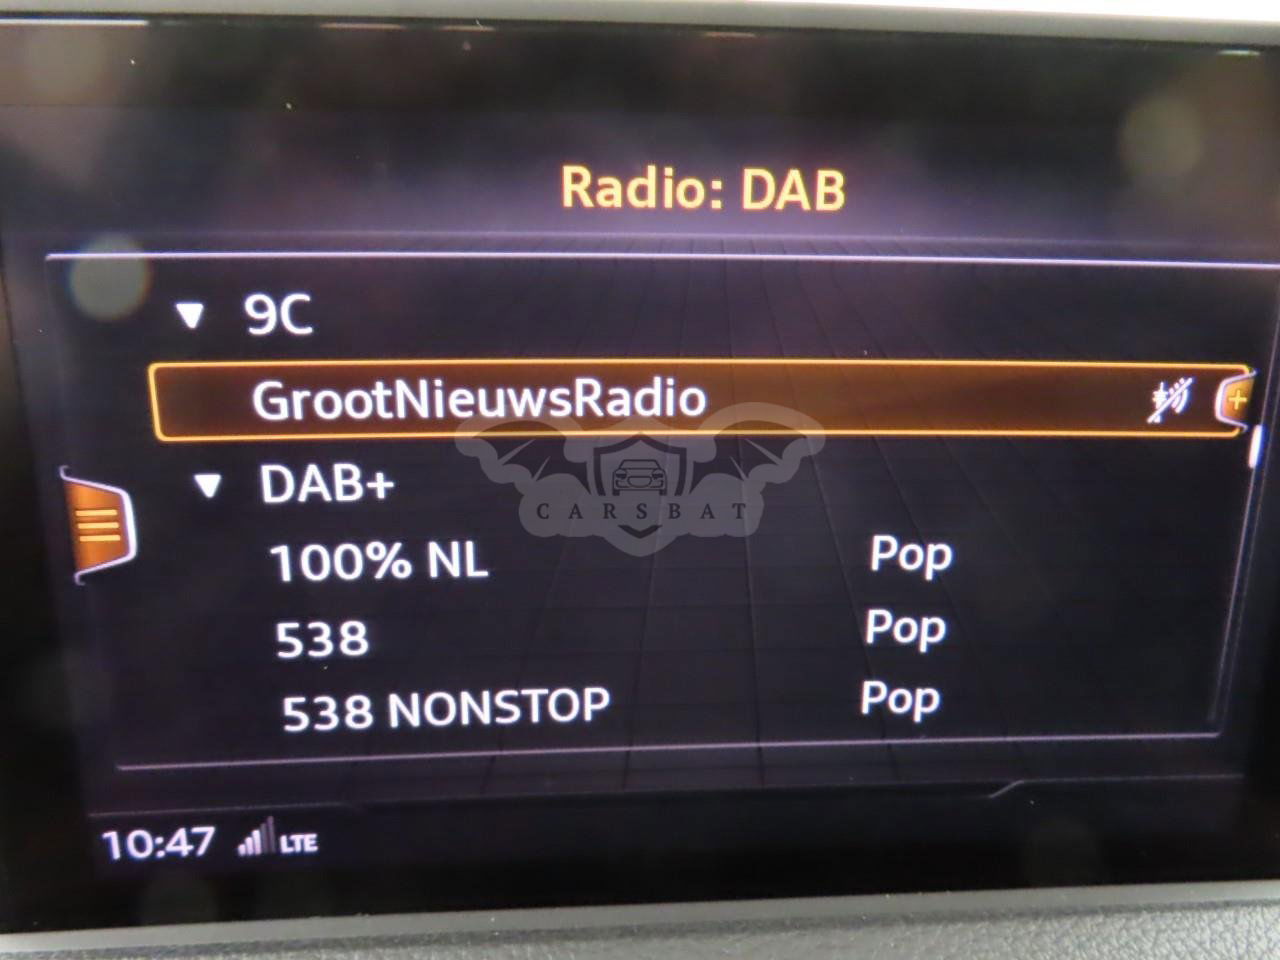 Radio: DAB
9C
GrootNieuwsRadio
DAB+
CARSBAT
100% NL Pop
538 Pop
538 NONSTOP Pop
10:47 LTE